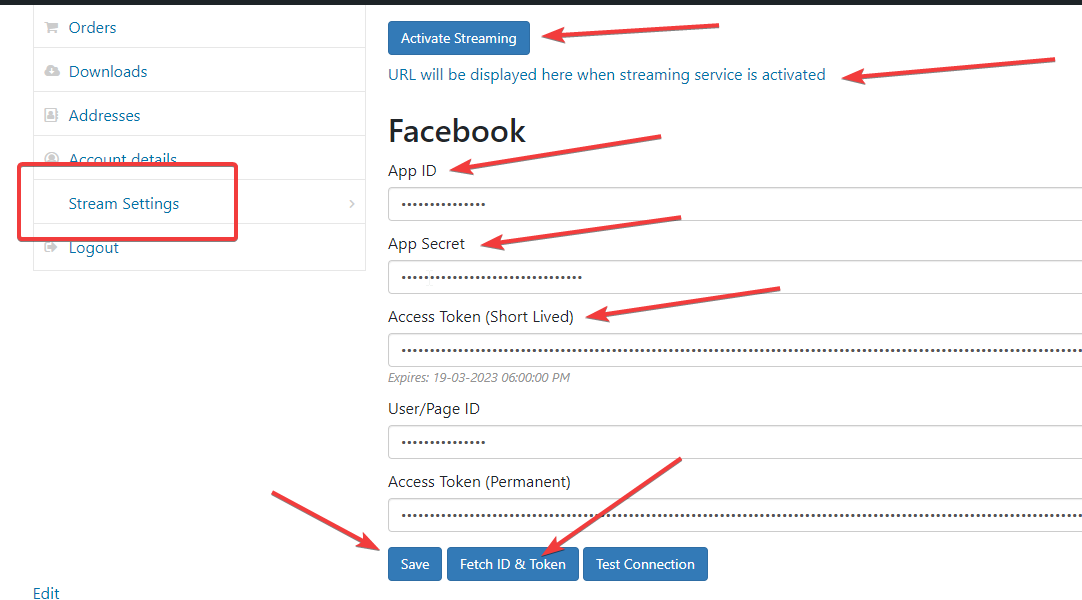 Orders
Downloads
Addresses
Account details
Stream Settings
Logout
Edit
Activate Streaming
URL will be displayed here when streaming service is activated
Facebook
App ID
•••••••••••••••
App Secret
••••••••••••••••••••••••••••••••
Access Token (Short Lived)
Expires: 19-03-2023 06:00:00 PM
User/Page ID
•••••••••••••••
Access Token (Permanent)
Save Fetch ID & Token Test Connection